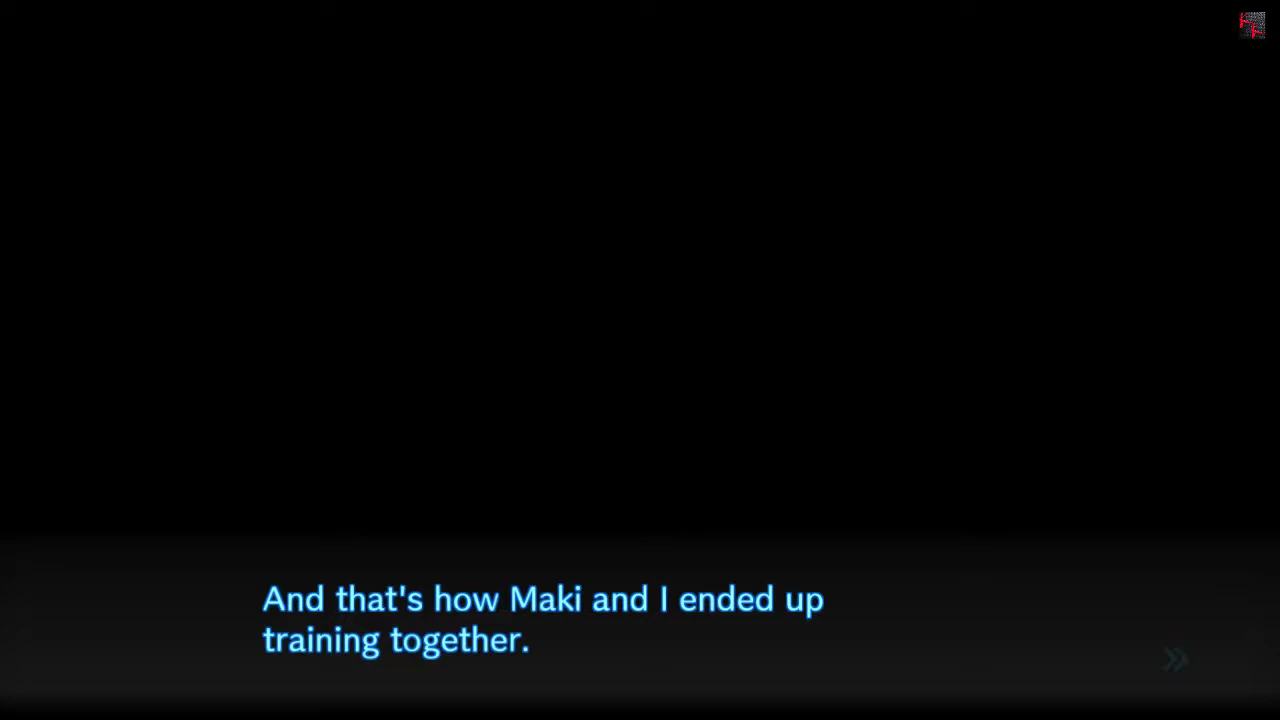 And that's how Maki and I ended up
training together.